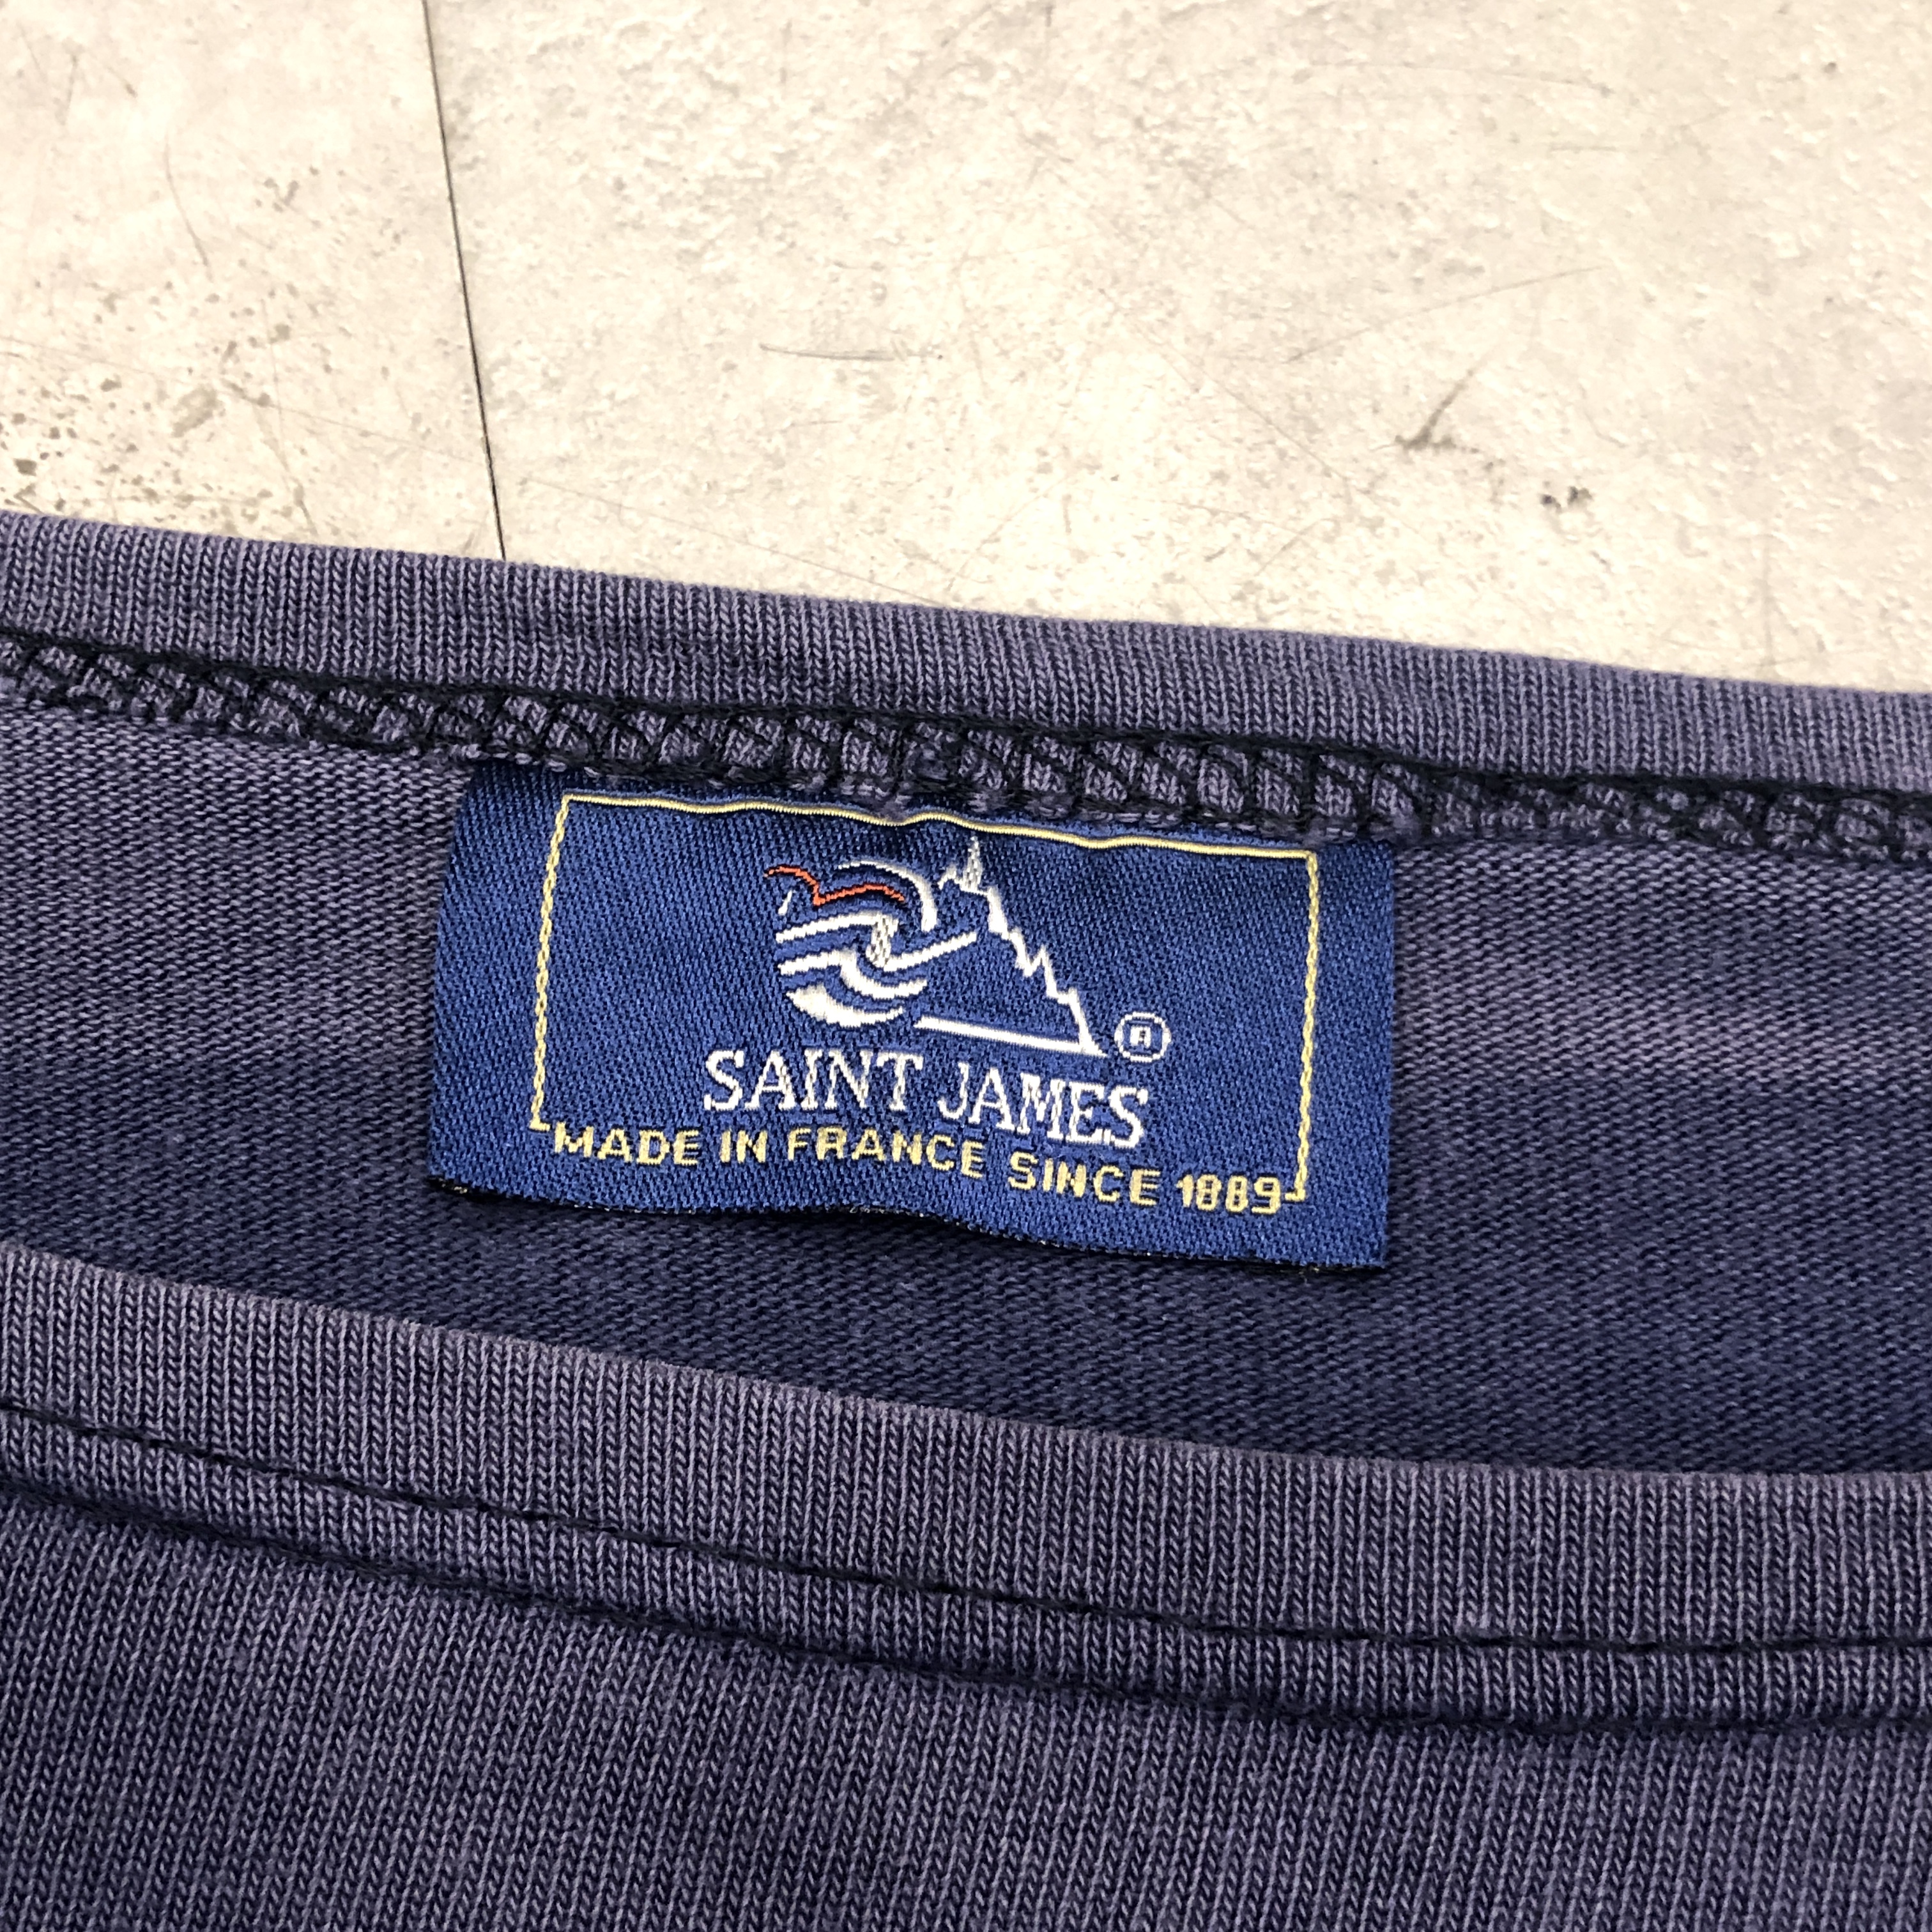 ®
SAINT JAMES
MADE IN FRANCE SINCE 1889